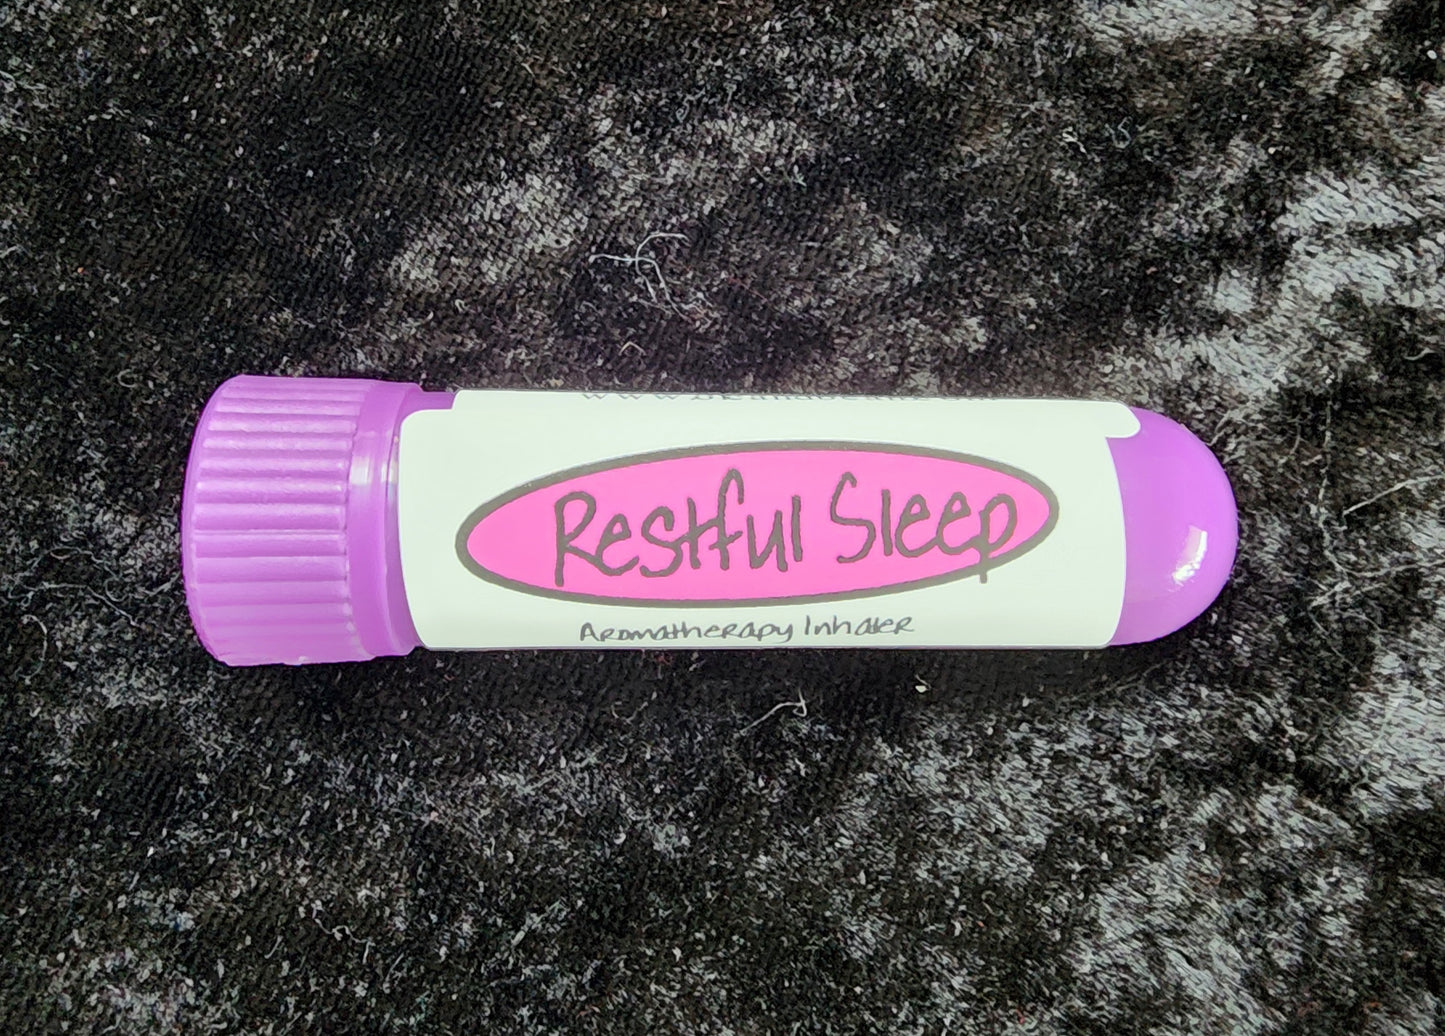 Restful Sleep
Aromatherapy Inhaler